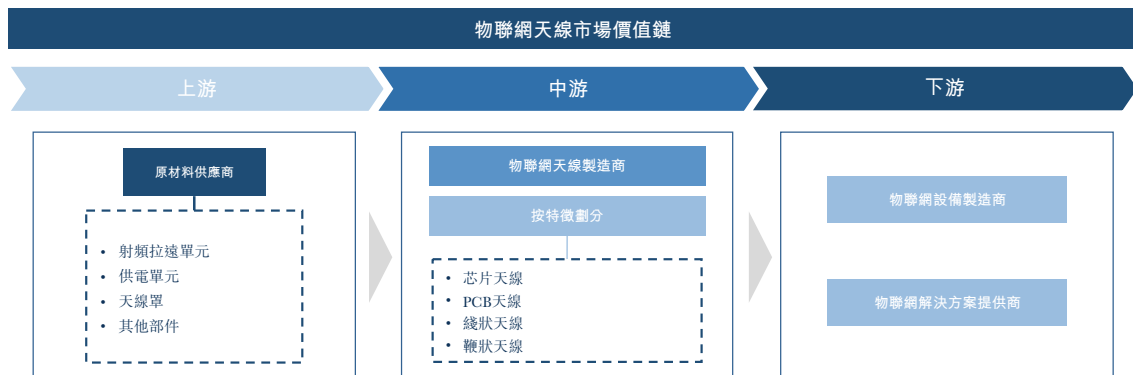 物聯網天線市場價值鏈
上游
中游
下游
原材料供應商
• 射頻拉遠單元
• 供電單元
• 天線罩
• 其他部件
物聯網天線製造商
按特徵劃分
• 芯片天線
• PCB天線
• 綫狀天線
• 鞭狀天線
物聯網設備製造商
物聯網解決方案提供商